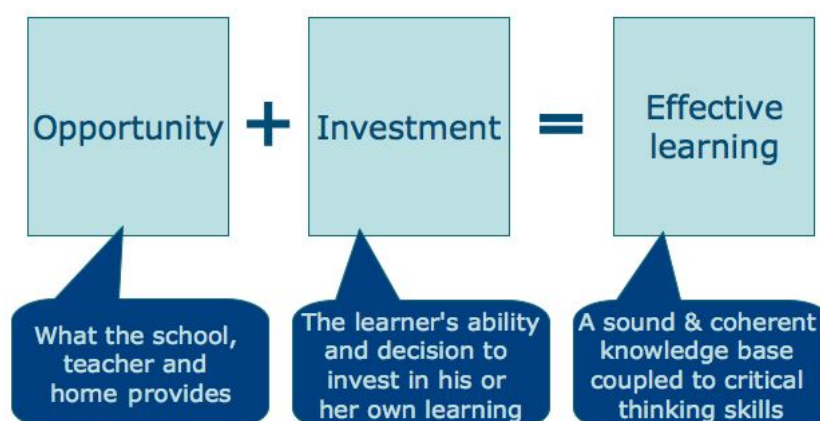 Opportunity
+
Investment
=
Effective
learning
What the school,
teacher and
home provides
The learner's ability
and decision to
invest in his or
her own learning
A sound & coherent
knowledge base
coupled to critical
thinking skills